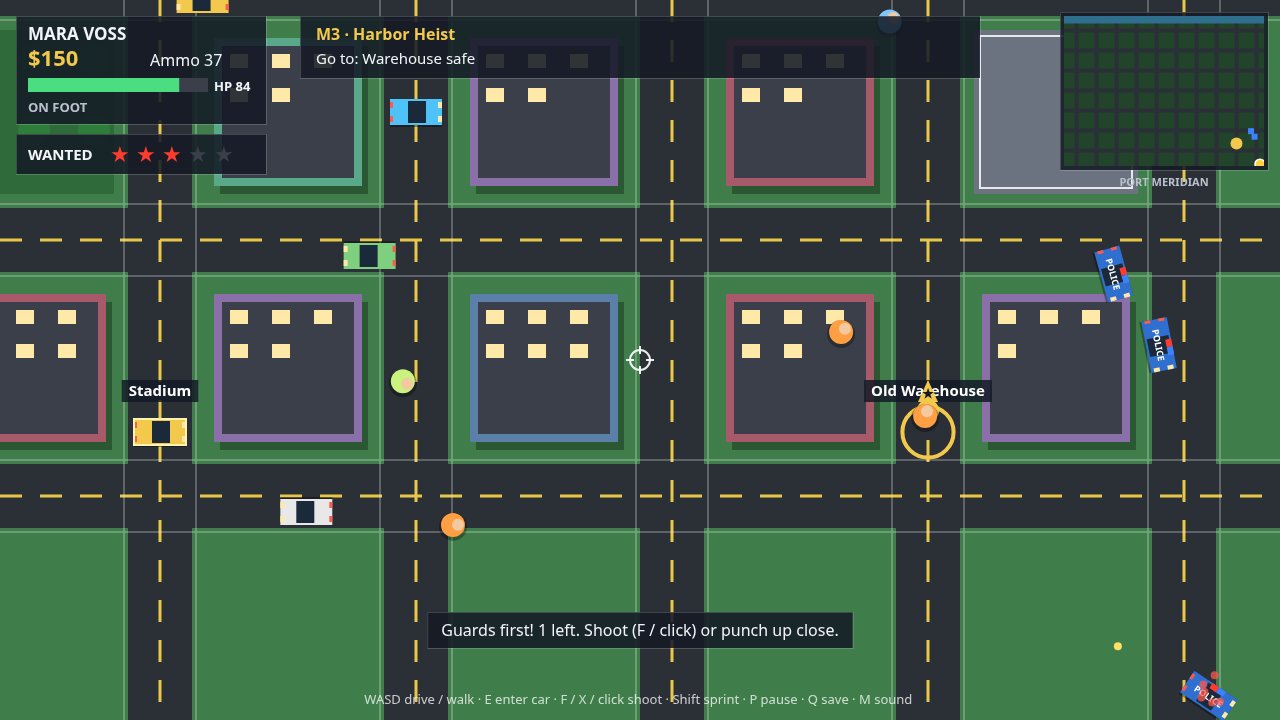 MARA VOSS
$150
Ammo 37
HP 84
ON FOOT
WANTED
M3 · Harbor Heist
Go to: Warehouse safe
PORT MERIDIAN
POLICE
POLICE
Stadium
Old Warehouse
Guards first! 1 left. Shoot (F / click) or punch up close.
POLICE
WASD drive / walk · E enter car · F / X / click shoot · Shift sprint · P pause · Q save · M sound